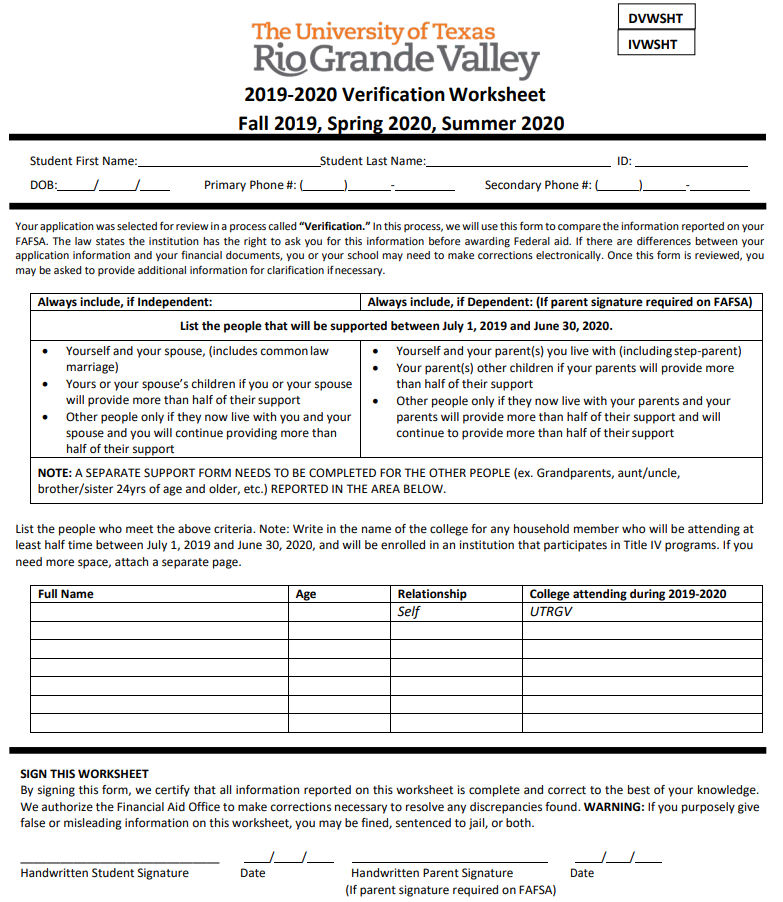 DVWSHT
IVWSHT
The University of Texas
Rio Grande Valley
2019-2020 Verification Worksheet
Fall 2019, Spring 2020, Summer 2020
Student First Name:__________________________Student Last Name:__________________________ ID: ________________
DOB:_____/_____/____ Primary Phone #: (______)______-________ Secondary Phone #: (______)______-________
Your application was selected for review in a process called “Verification.” In this process, we will use this form to compare the information reported on your
FAFSA. The law states the institution has the right to ask you for this information before awarding Federal aid. If there are differences between your
application information and your financial documents, you or your school may need to make corrections electronically. Once this form is reviewed, you
may be asked to provide additional information for clarification if necessary.
Always include, if Independent:
Always include, if Dependent: (If parent signature required on FAFSA)
List the people that will be supported between July 1, 2019 and June 30, 2020.
• Yourself and your spouse, (includes common law
marriage)
• Yours or your spouse’s children if you or your spouse
will provide more than half of their support
• Other people only if they now live with you and your
spouse and you will continue providing more than
half of their support
• Yourself and your parent(s) you live with (including step-parent)
• Your parent(s) other children if your parents will provide more
than half of their support
• Other people only if they now live with your parents and your
parents will provide more than half of their support and will
continue to provide more than half of their support
NOTE: A SEPARATE SUPPORT FORM NEEDS TO BE COMPLETED FOR THE OTHER PEOPLE (ex. Grandparents, aunt/uncle,
brother/sister 24yrs of age and older, etc.) REPORTED IN THE AREA BELOW.
List the people who meet the above criteria. Note: Write in the name of the college for any household member who will be attending at
least half time between July 1, 2019 and June 30, 2020, and will be enrolled in an institution that participates in Title IV programs. If you
need more space, attach a separate page.
Full Name Age Relationship College attending during 2019-2020
Self UTRGV
SIGN THIS WORKSHEET
By signing this form, we certify that all information reported on this worksheet is complete and correct to the best of your knowledge.
We authorize the Financial Aid Office to make corrections necessary to resolve any discrepancies found. WARNING: If you purposely give
false or misleading information on this worksheet, you may be fined, sentenced to jail, or both.
______________________________ ____/____/____ ______________________________ ____/____/____
Handwritten Student Signature Date Handwritten Parent Signature Date
(If parent signature required on FAFSA)